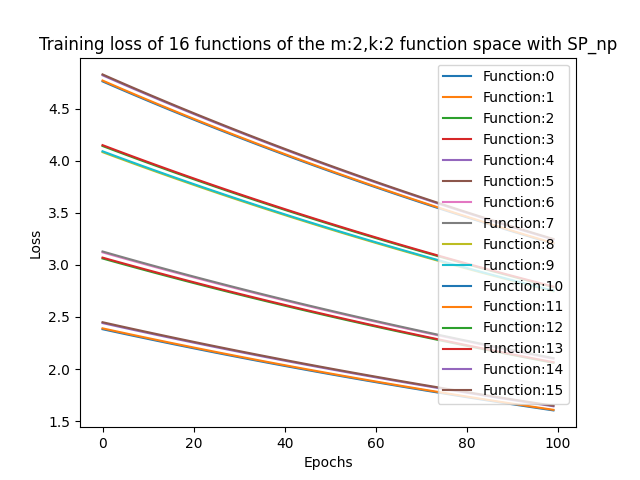 Training loss of 16 functions of the m:2,k:2 function space with SP_np
Loss
4.5
4.0
3.5
3.0
2.5
2.0
1.5
0
20
40
60
80
100
Epochs
Function:0
Function:1
Function:2
Function:3
Function:4
Function:5
Function:6
Function:7
Function:8
Function:9
Function:10
Function:11
Function:12
Function:13
Function:14
Function:15